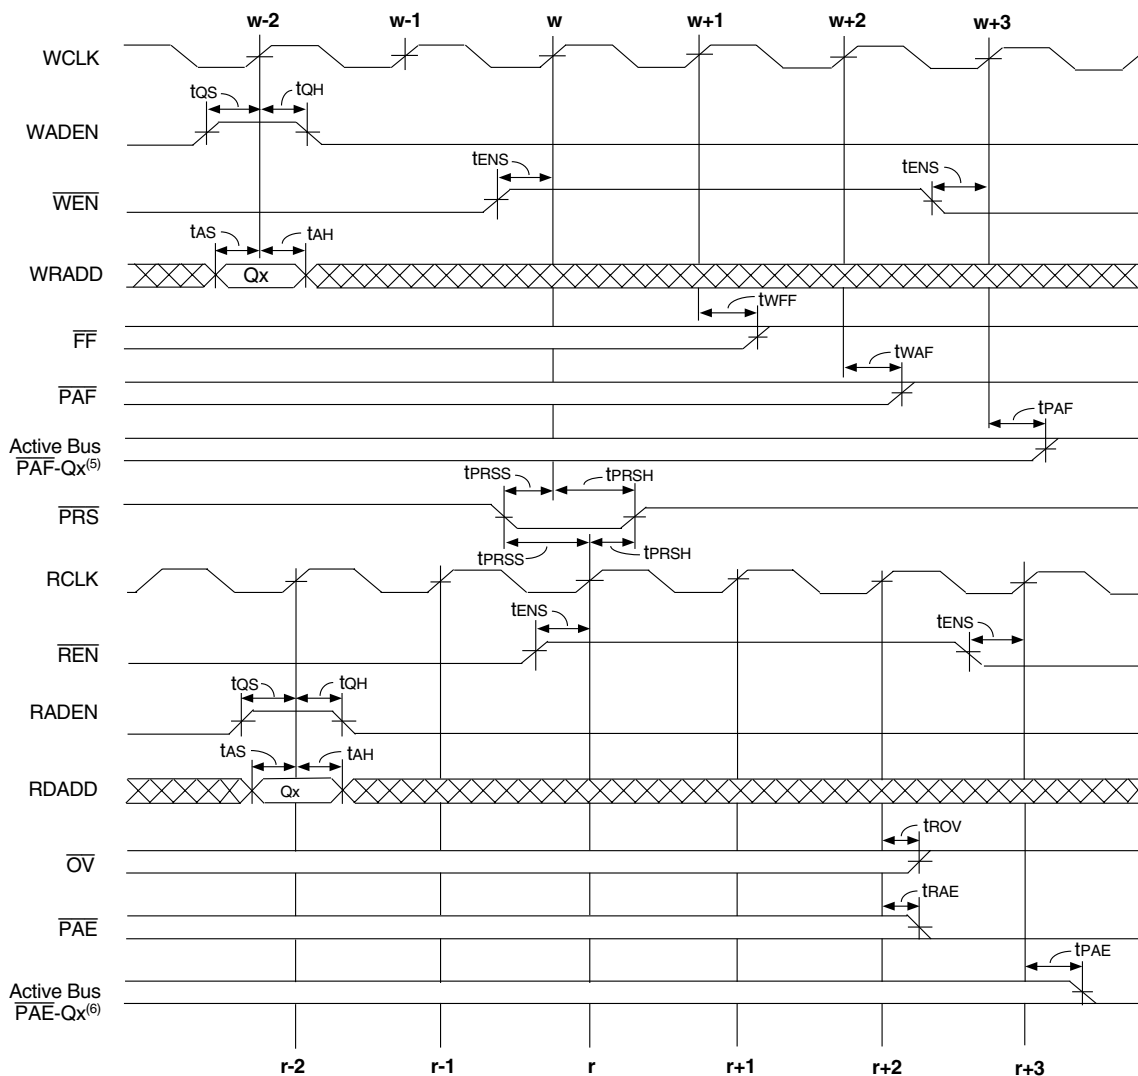 w-2 w-1 w w+1 w+2 w+3
WCLK
tQS tQH
WADEN
tENS tENS
WEN
tAS tAH
WRADD Qx
tWFF
FF
tWAF
PAF
tPAF
Active Bus
PAF-Qx(5)
tPRSS tPRSH
PRS
tPRSS tPRSH
RCLK
tENS tENS
REN
tQS tQH
RADEN
tAS tAH
RDADD Qx
tROV
OV
tRAE
PAE
tPAE
Active Bus
PAE-Qx(6)
r-2 r-1 r r+1 r+2 r+3